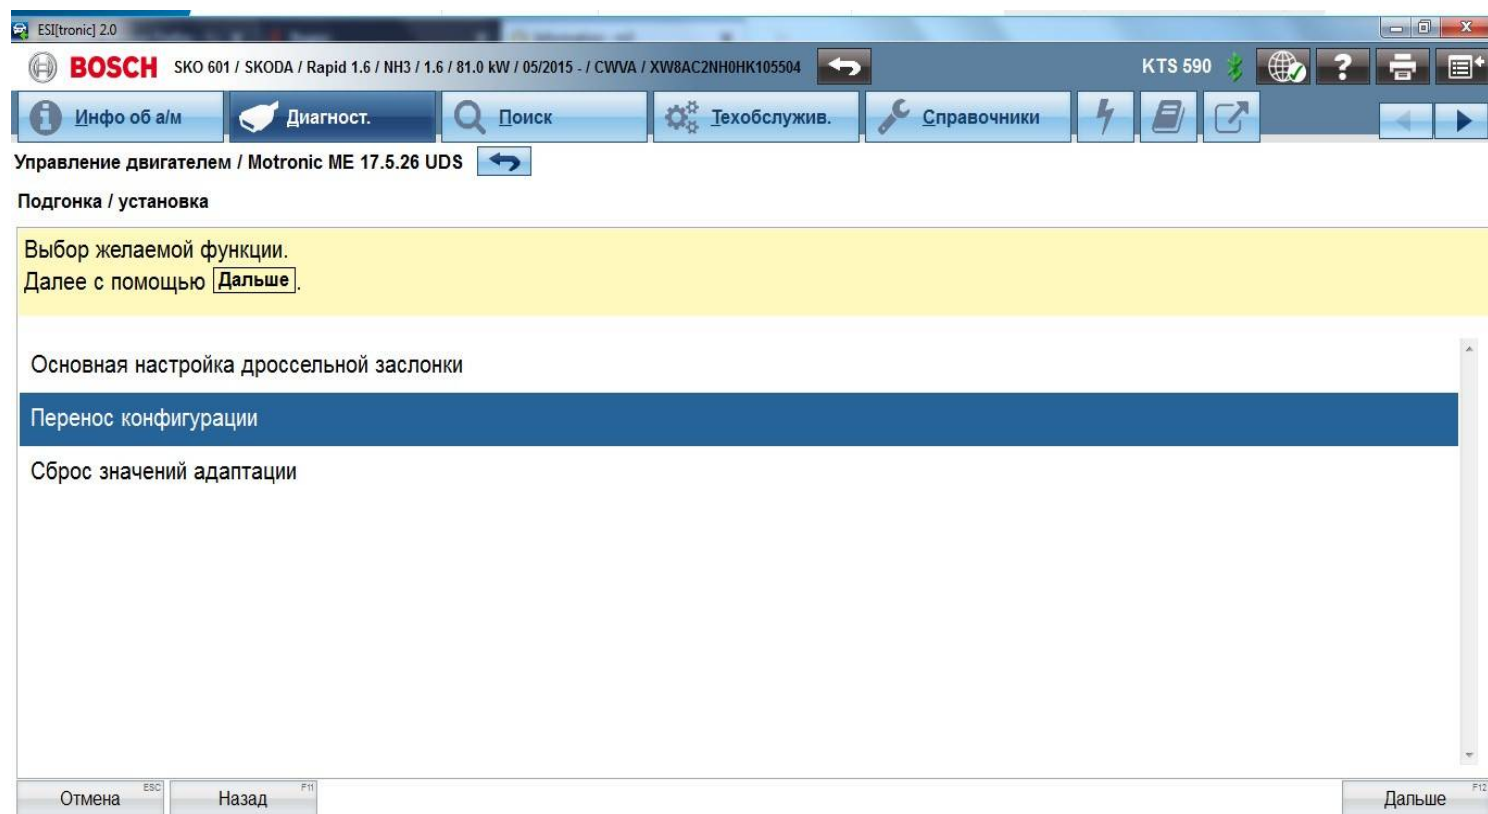 ESI[tronic] 2.0
BOSCH SKO 601 / SKODA / Rapid 1.6 / NH3 / 1.6 / 81.0 kW / 05/2015 - / CWVA / XW8AC2NH0HK105504 KTS 590 ?
Инфо об а/м Диагност. Поиск Техобслужив. Справочники
Управление двигателем / Motronic ME 17.5.26 UDS
Подгонка / установка
Выбор желаемой функции.
Далее с помощью Дальше.
Основная настройка дроссельной заслонки
Перенос конфигурации
Сброс значений адаптации
Отмена ESC Назад F11 Дальше F12